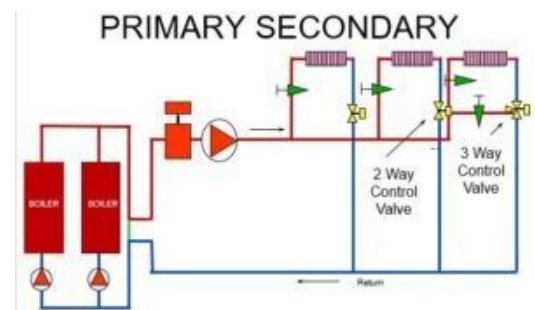 PRIMARY SECONDARY
BOILER
BOILER
2 Way
Control
Valve
3 Way
Control
Valve
Return